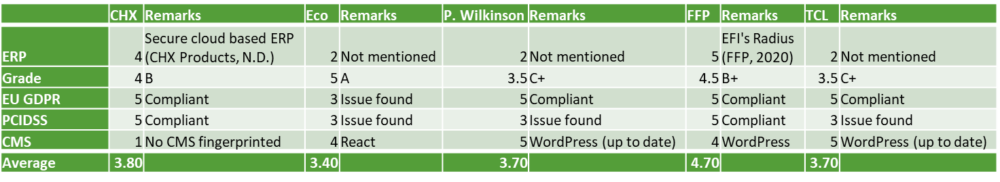 CHX Remarks Eco Remarks P. Wilkinson Remarks FFP Remarks TCL Remarks
ERP 4 Secure cloud based ERP (CHX Products, N.D.) 2 Not mentioned 2 Not mentioned 5 EFI's Radius (FFP, 2020) 2 Not mentioned
Grade 4 B 5 A 3.5 C+ 4.5 B+ 3.5 C+
EU GDPR 5 Compliant 3 Issue found 5 Compliant 5 Compliant 5 Compliant
PCIDSS 5 Compliant 3 Issue found 3 Issue found 5 Compliant 3 Issue found
CMS 1 No CMS fingerprinted 4 React 5 WordPress (up to date) 4 WordPress 5 WordPress (up to date)
Average 3.80 3.40 3.70 4.70 3.70